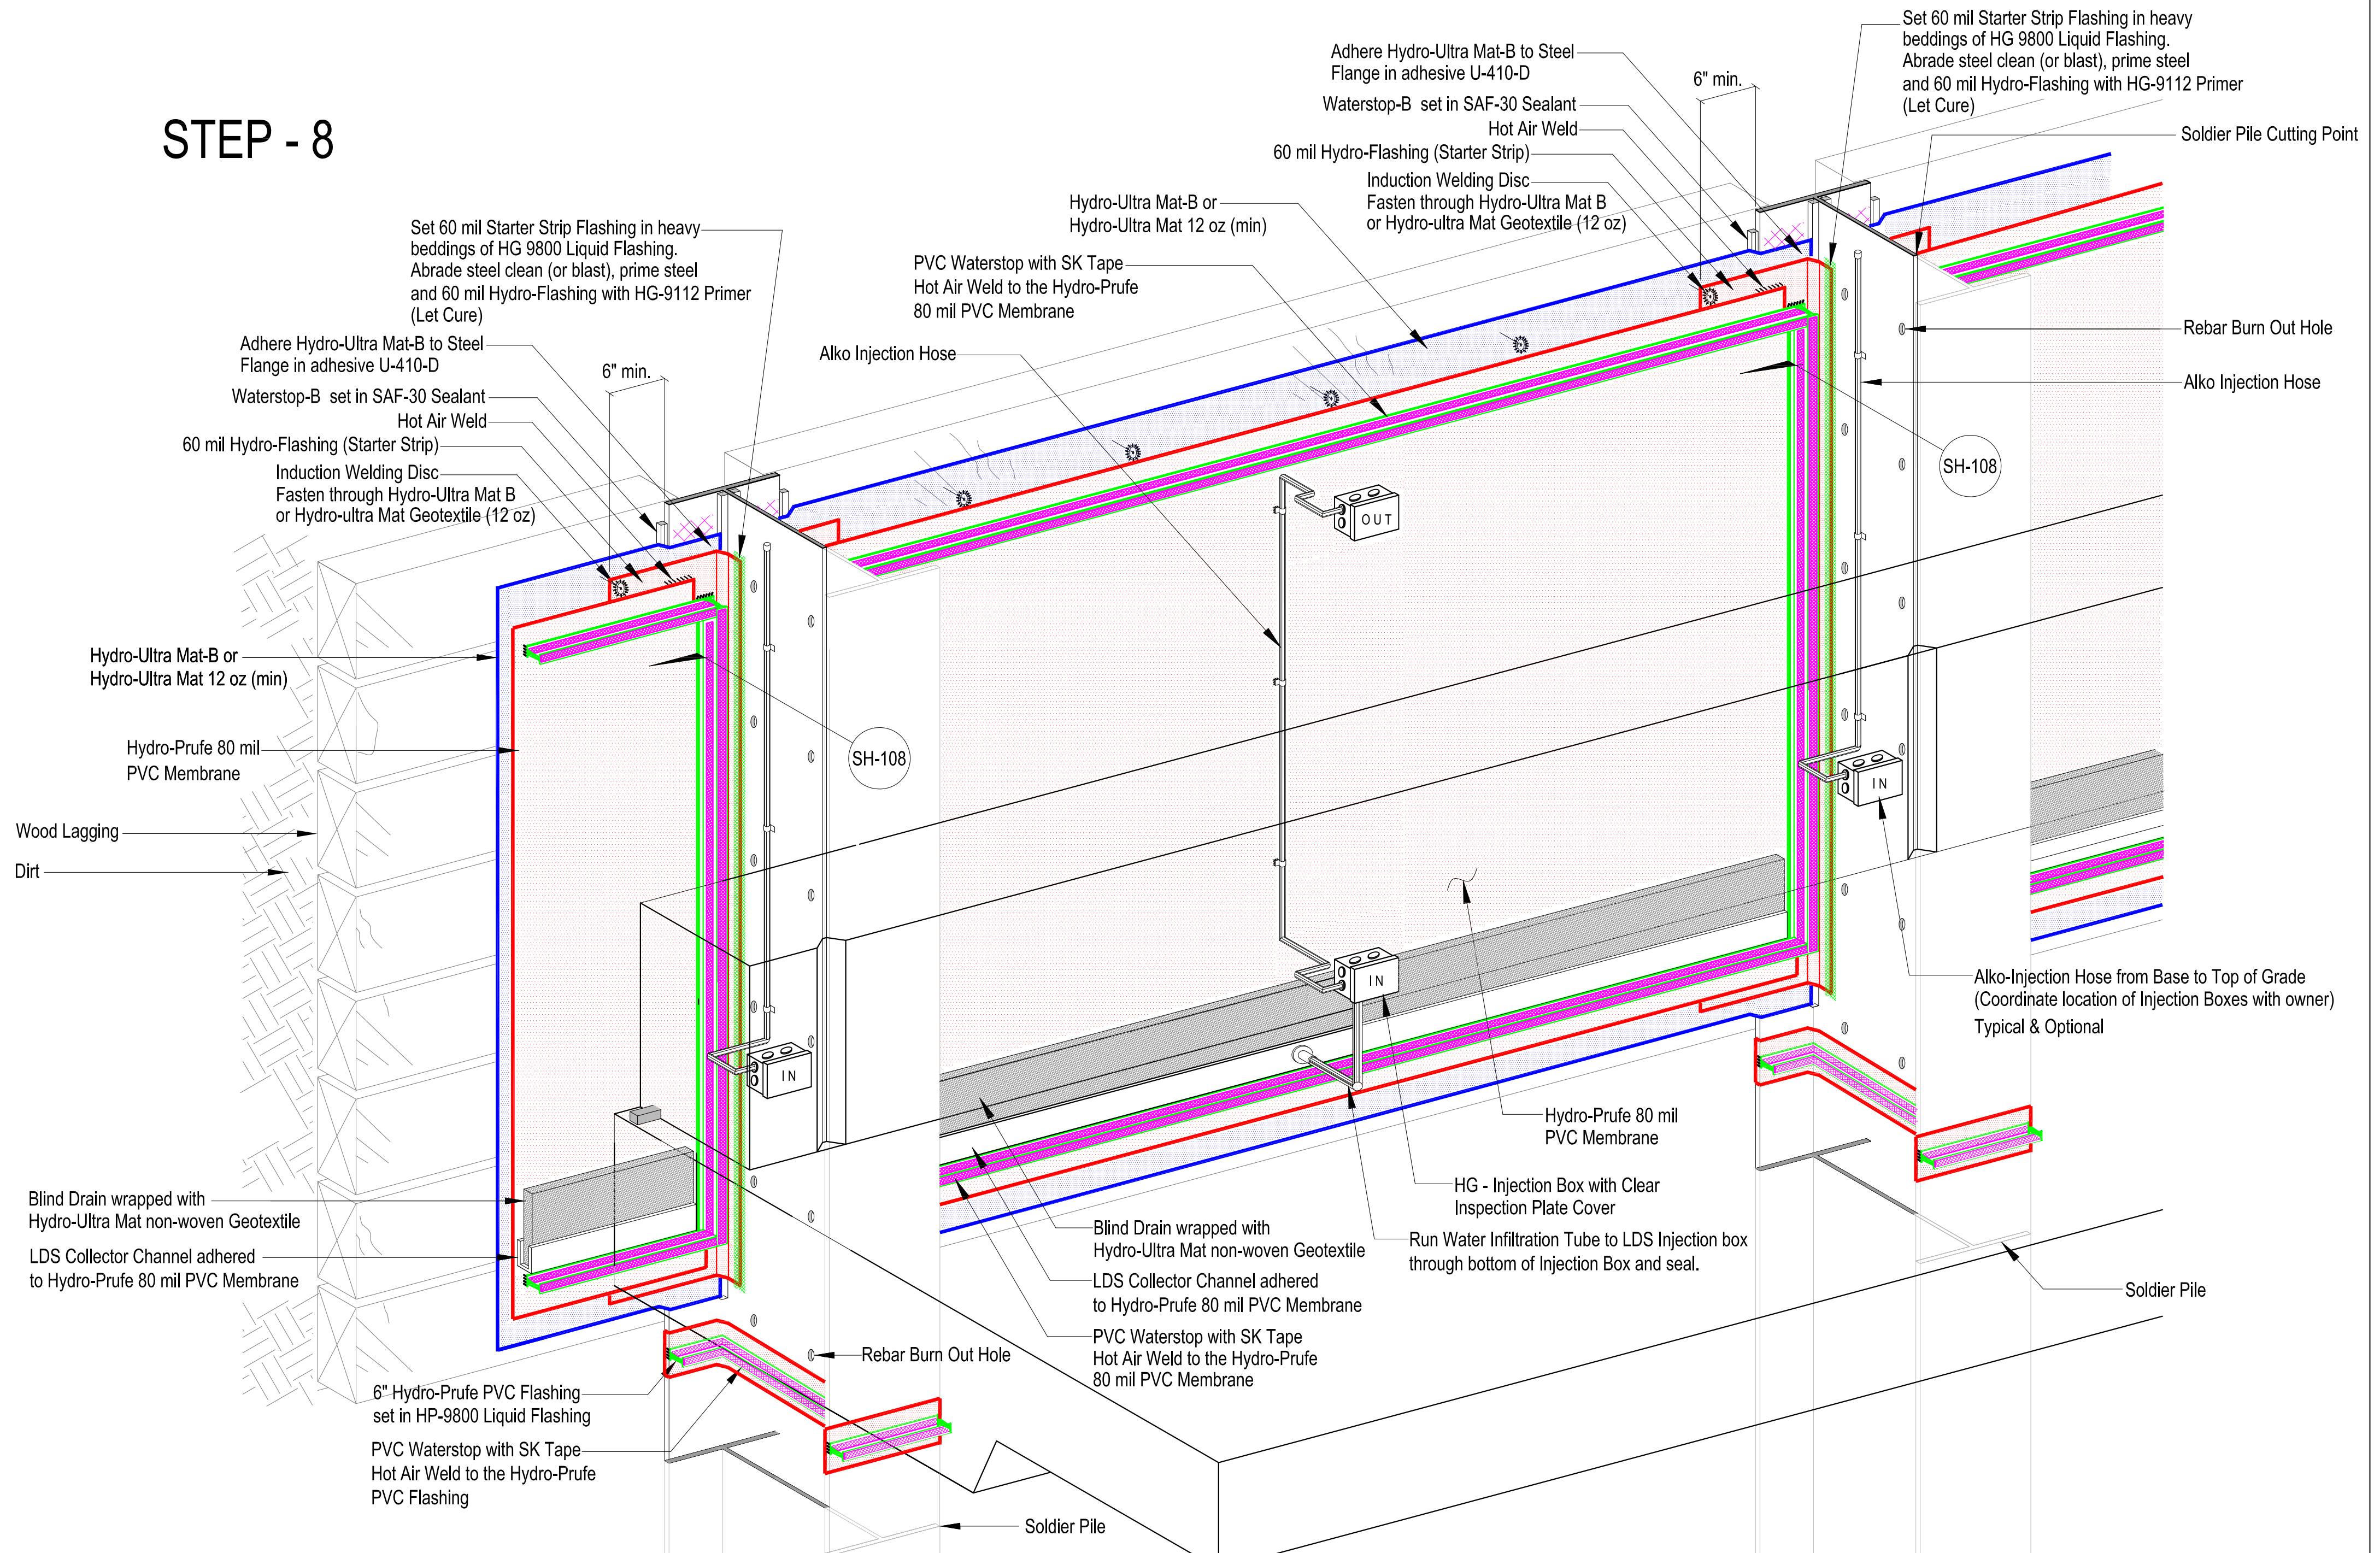 STEP - 8
Set 60 mil Starter Strip Flashing in heavy
beddings of HG 9800 Liquid Flashing.
Abrade steel clean (or blast), prime steel
and 60 mil Hydro-Flashing with HG-9112 Primer
(Let Cure)
Adhere Hydro-Ultra Mat-B to Steel
Flange in adhesive U-410-D
Waterstop-B set in SAF-30 Sealant
Hot Air Weld
60 mil Hydro-Flashing (Starter Strip)
Induction Welding Disc
Fasten through Hydro-Ultra Mat B
or Hydro-ultra Mat Geotextile (12 oz)
6" min.
Hydro-Ultra Mat-B or
Hydro-Ultra Mat 12 oz (min)
Hydro-Prufe 80 mil
PVC Membrane
Wood Lagging
Dirt
Blind Drain wrapped with
Hydro-Ultra Mat non-woven Geotextile
LDS Collector Channel adhered
to Hydro-Prufe 80 mil PVC Membrane
6" Hydro-Prufe PVC Flashing
set in HP-9800 Liquid Flashing
PVC Waterstop with SK Tape
Hot Air Weld to the Hydro-Prufe
PVC Flashing
SH-108
IN
Rebar Burn Out Hole
Soldier Pile
Adhere Hydro-Ultra Mat-B to Steel
Flange in adhesive U-410-D
Waterstop-B set in SAF-30 Sealant
Hot Air Weld
60 mil Hydro-Flashing (Starter Strip)
Induction Welding Disc
Fasten through Hydro-Ultra Mat B
or Hydro-ultra Mat Geotextile (12 oz)
6" min.
Hydro-Ultra Mat-B or
Hydro-Ultra Mat 12 oz (min)
PVC Waterstop with SK Tape
Hot Air Weld to the Hydro-Prufe
80 mil PVC Membrane
Alko Injection Hose
OUT
IN
Hydro-Prufe 80 mil
PVC Membrane
HG - Injection Box with Clear
Inspection Plate Cover
Run Water Infiltration Tube to LDS Injection box
through bottom of Injection Box and seal.
Blind Drain wrapped with
Hydro-Ultra Mat non-woven Geotextile
LDS Collector Channel adhered
to Hydro-Prufe 80 mil PVC Membrane
PVC Waterstop with SK Tape
Hot Air Weld to the Hydro-Prufe
80 mil PVC Membrane
Set 60 mil Starter Strip Flashing in heavy
beddings of HG 9800 Liquid Flashing.
Abrade steel clean (or blast), prime steel
and 60 mil Hydro-Flashing with HG-9112 Primer
(Let Cure)
Soldier Pile Cutting Point
Rebar Burn Out Hole
Alko Injection Hose
SH-108
IN
Alko-Injection Hose from Base to Top of Grade
(Coordinate location of Injection Boxes with owner)
Typical & Optional
Soldier Pile